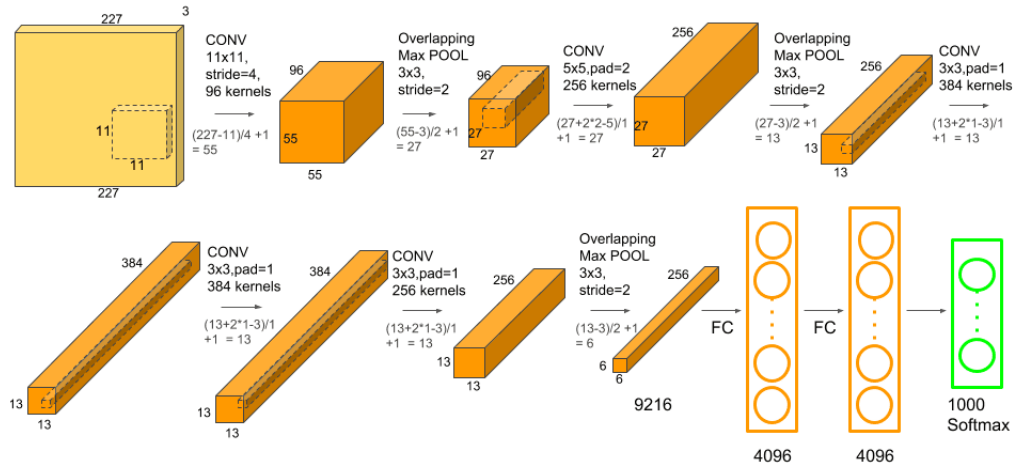 227
3
11
11
227
CONV
11x11,
stride=4,
96 kernels
(227-11)/4 +1
= 55
96
55
55
Overlapping
Max POOL
3x3,
stride=2
(55-3)/2 +1
= 27
96
27
27
CONV
5x5,pad=2
256 kernels
(27+2*2-5)/1
+1 = 27
256
27
27
Overlapping
Max POOL
3x3,
stride=2
(27-3)/2 +1
= 13
256
13
13
CONV
3x3,pad=1
384 kernels
(13+2*1-3)/1
+1 = 13
384
13
13
CONV
3x3,pad=1
384 kernels
(13+2*1-3)/1
+1 = 13
384
13
13
CONV
3x3,pad=1
256 kernels
(13+2*1-3)/1
+1 = 13
256
13
13
Overlapping
Max POOL
3x3,
stride=2
(13-3)/2 +1
= 6
256
6
6
9216
FC
4096
FC
4096
1000
Softmax